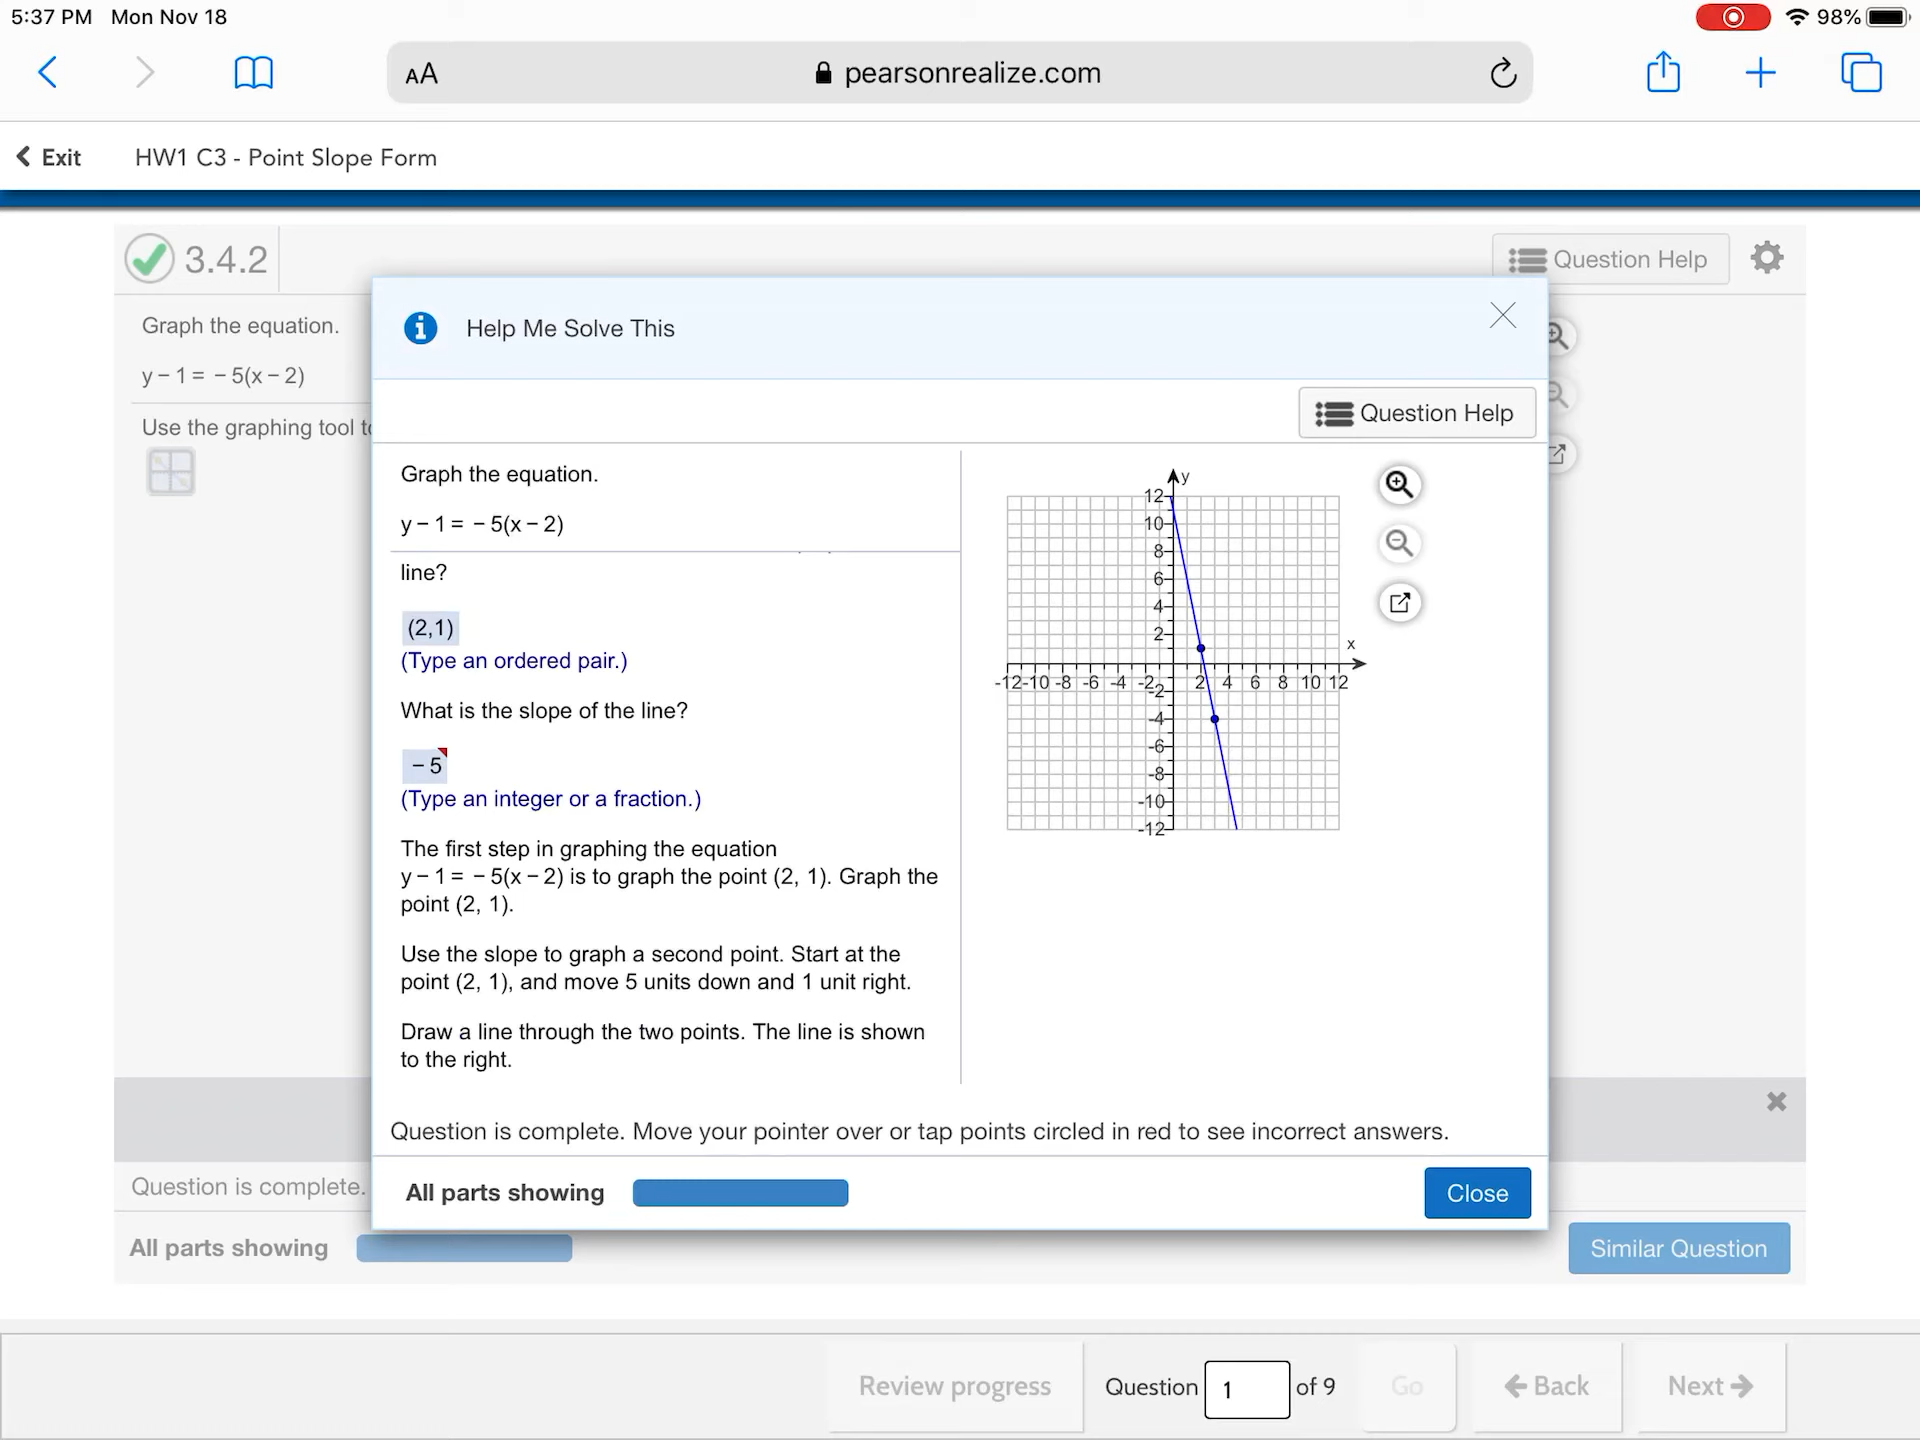 5:37 PM Mon Nov 18
98%
AA
pearsonrealize.com
Exit
HW1 C3 - Point Slope Form
3.4.2
Question Help
Graph the equation.
y − 1 = − 5(x − 2)
Use the graphing tool
Help Me Solve This
Question Help
Graph the equation.
y − 1 = − 5(x − 2)
line?
(2,1)
(Type an ordered pair.)
What is the slope of the line?
− 5
(Type an integer or a fraction.)
The first step in graphing the equation
y − 1 = − 5(x − 2) is to graph the point (2, 1). Graph the
point (2, 1).
Use the slope to graph a second point. Start at the
point (2, 1), and move 5 units down and 1 unit right.
Draw a line through the two points. The line is shown
to the right.
y
12
10
8
6
4
2
x
-12 -10 -8 -6 -4 -2 2 4 6 8 10 12
-2
-4
-6
-8
-10
-12
Question is complete. Move your pointer over or tap points circled in red to see incorrect answers.
All parts showing
Close
Question is complete.
All parts showing
Similar Question
Review progress
Question 1 of 9
Go
Back
Next